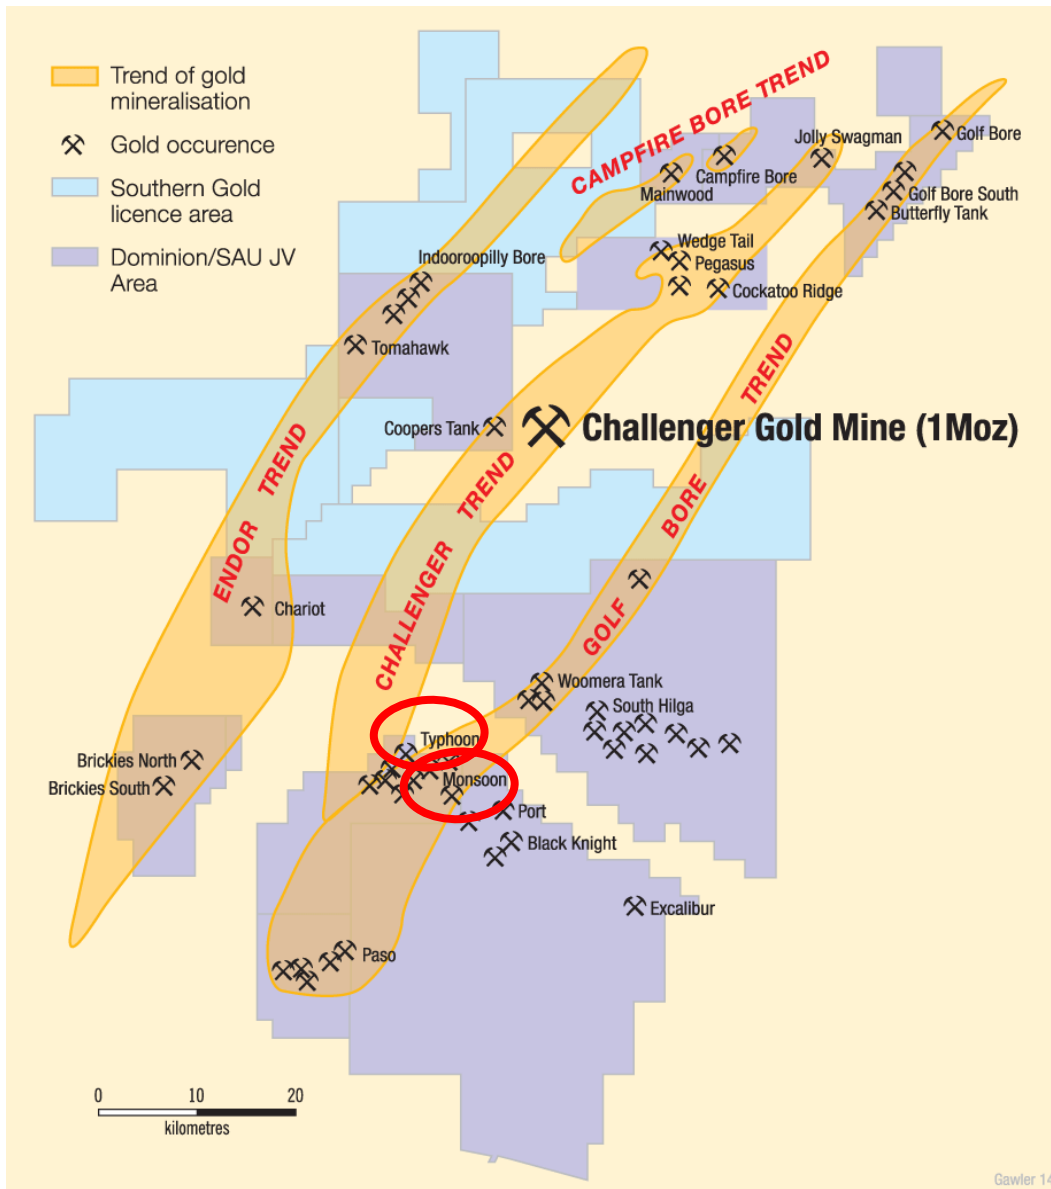 Trend of gold
mineralisation
Gold occurence
Southern Gold
licence area
Dominion/SAU JV
Area
CAMPFIRE BORE TREND
Jolly Swagman
Golf Bore
Campfire Bore
Mainwood
Golf Bore South
Butterfly Tank
Wedge Tail
Pegasus
Cockatoo Ridge
Indooroopilly Bore
Tomahawk
Coopers Tank
Challenger Gold Mine (1Moz)
ENDOR TREND
CHALLENGER TREND
GOLF BORE TREND
Chariot
Woomera Tank
South Hilga
Typhoon
Monsoon
Brickies North
Brickies South
Port
Black Knight
Excalibur
Paso
0 10 20
kilometres
Gawler 14